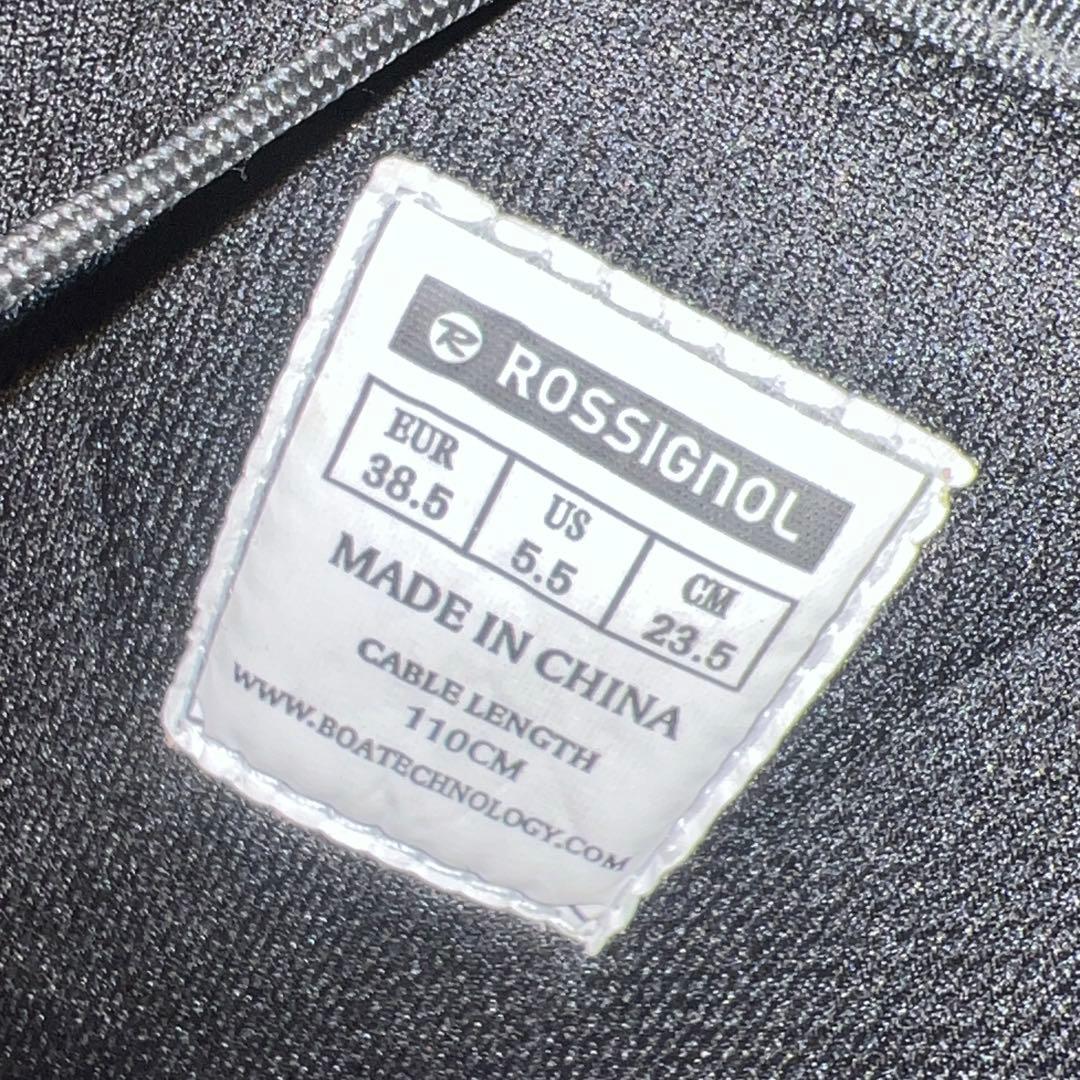 R ROSSIGNOL
EUR US CM
38.5 5.5 23.5
MADE IN CHINA
CABLE LENGTH
110CM
WWW.BOATECHNOLOGY.COM